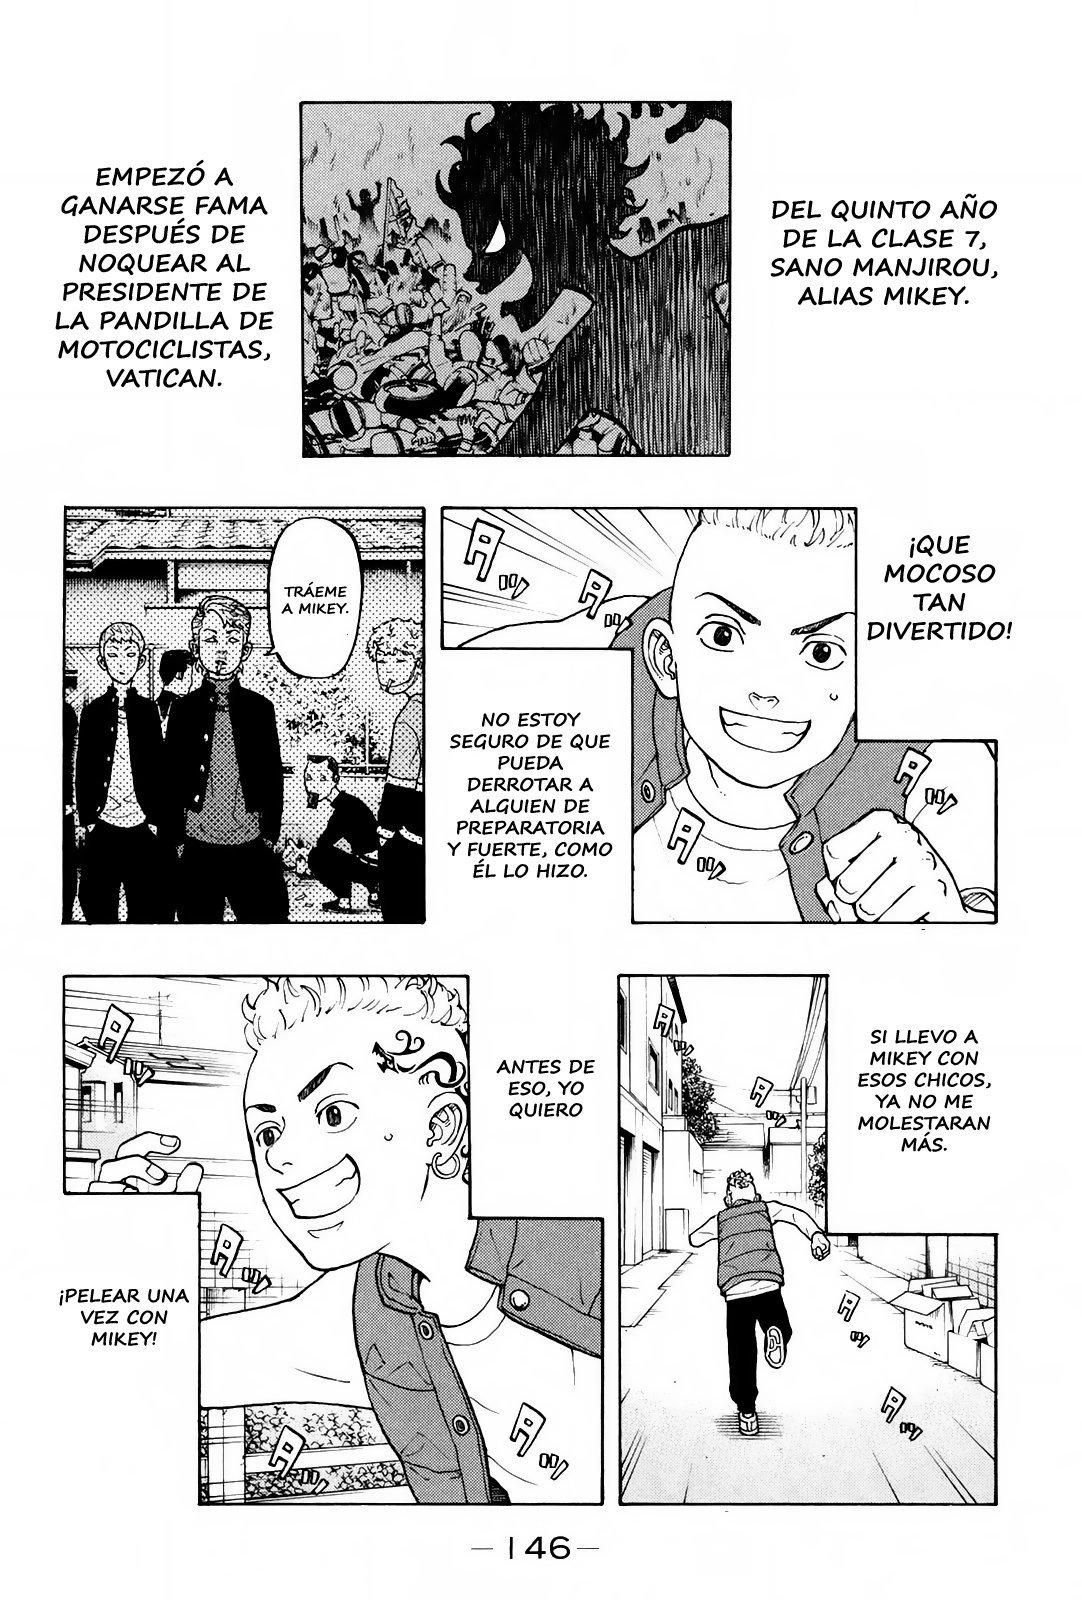 DEL QUINTO AÑO
DE LA CLASE 7,
SANO MANJIROU,
ALIAS MIKEY.
EMPEZÓ A
GANARSE FAMA
DESPUÉS DE
NOQUEAR AL
PRESIDENTE DE
LA PANDILLA DE
MOTOCICLISTAS,
VATICAN.
¡QUE
MOCOSO
TAN
DIVERTIDO!
NO ESTOY
SEGURO DE QUE
PUEDA
DERROTAR A
ALGUIEN DE
PREPARATORIA
Y FUERTE, COMO
ÉL LO HIZO.
TRÁEME
A MIKEY.
SI LLEVO A
MIKEY CON
ESOS CHICOS,
YA NO ME
MOLESTARAN
MÁS.
ANTES DE
ESO, YO
QUIERO
¡PELEAR UNA
VEZ CON
MIKEY!
— 146 —